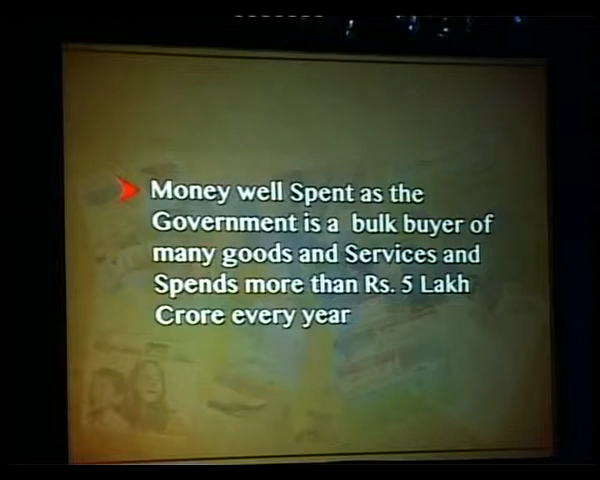 Money well Spent as the
Government is a bulk buyer of
many goods and Services and
Spends more than Rs. 5 Lakh
Crore every year